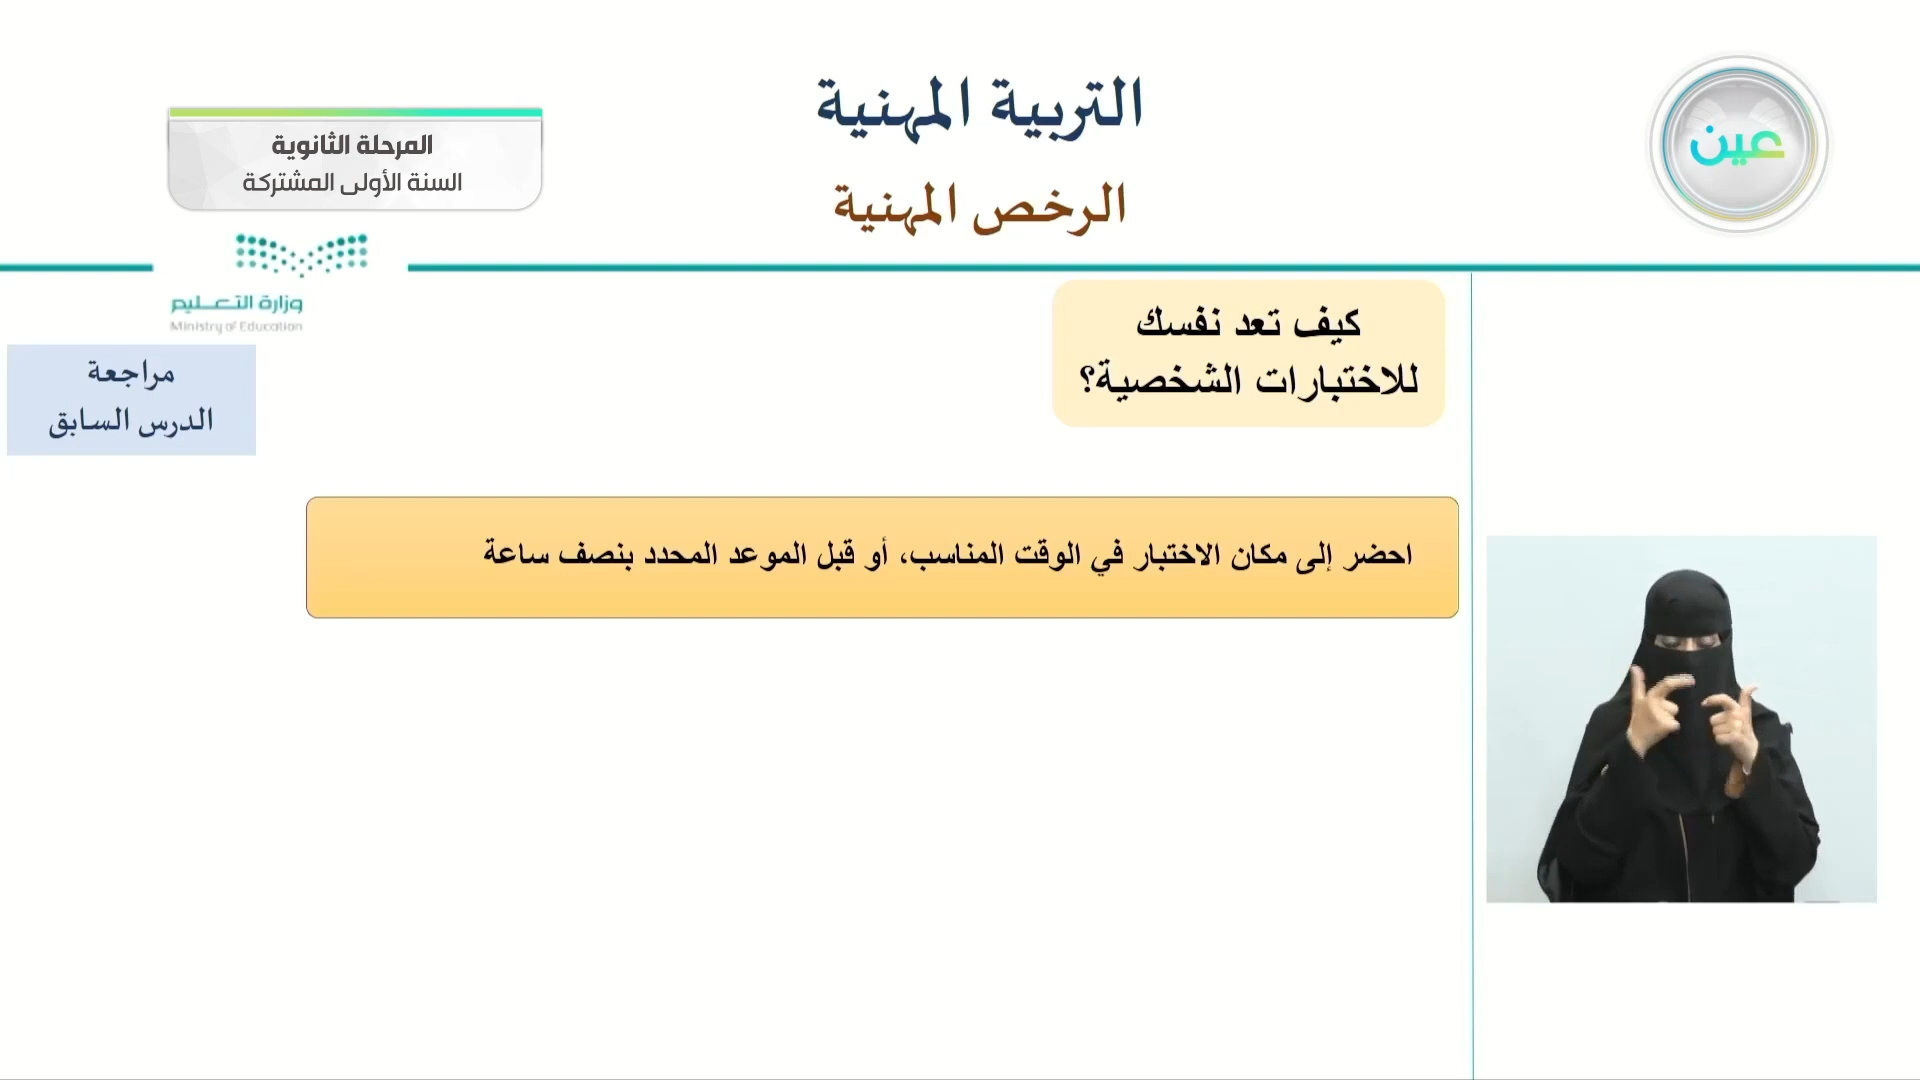 التربية المهنية
الرخص المهنية
عين
المرحلة الثانوية
السنة الأولى المشتركة
وزارة التعليم
Ministry of Education
كيف تعد نفسك
للاختبارات الشخصية؟
مراجعة
الدرس السابق
احضر إلى مكان الاختبار في الوقت المناسب، أو قبل الموعد المحدد بنصف ساعة